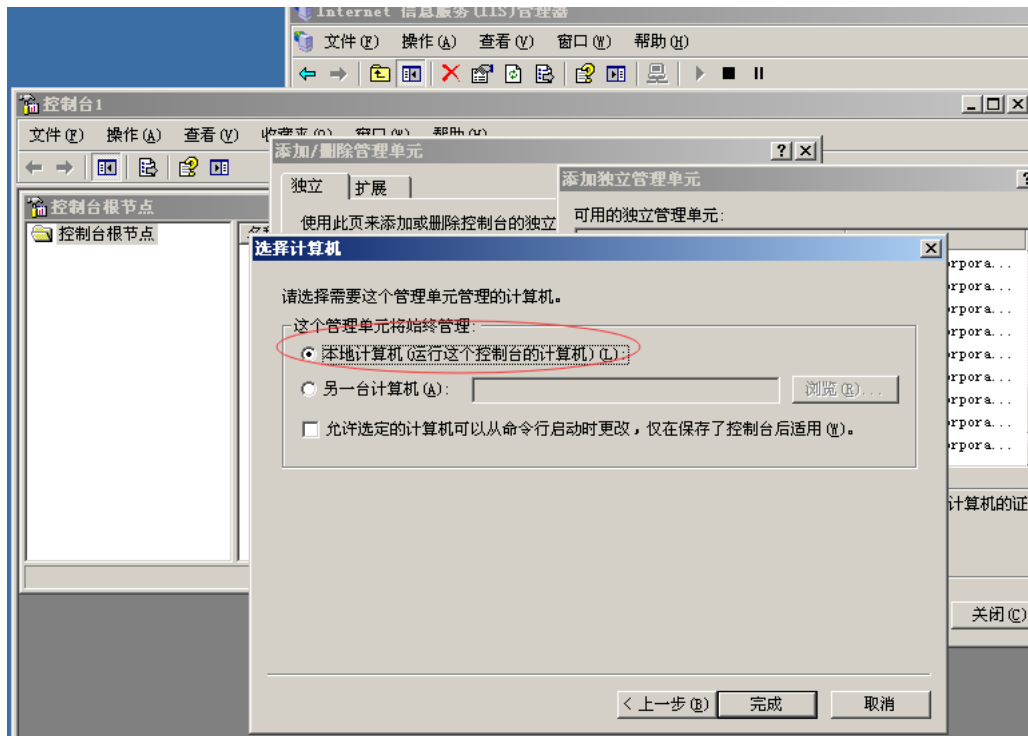 Internet 信息服务(IIS)管理器
文件(F) 操作(A) 查看(V) 窗口(W) 帮助(H)
控制台1
文件(F) 操作(A) 查看(V) 收藏夹(O) 窗口(W) 帮助(H)
添加/删除管理单元
独立 扩展
使用此页来添加或删除控制台的独立
添加独立管理单元
可用的独立管理单元:
控制台根节点
控制台根节点
选择计算机
请选择需要这个管理单元管理的计算机。
这个管理单元将始终管理:
本地计算机(运行这个控制台的计算机)(L):
另一台计算机(A):
浏览(R)...
允许选定的计算机可以从命令行启动时更改，仅在保存了控制台后适用(W)。
rpora...
rpora...
rpora...
rpora...
rpora...
rpora...
rpora...
rpora...
rpora...
计算机的证
关闭(C)
< 上一步(B) 完成 取消